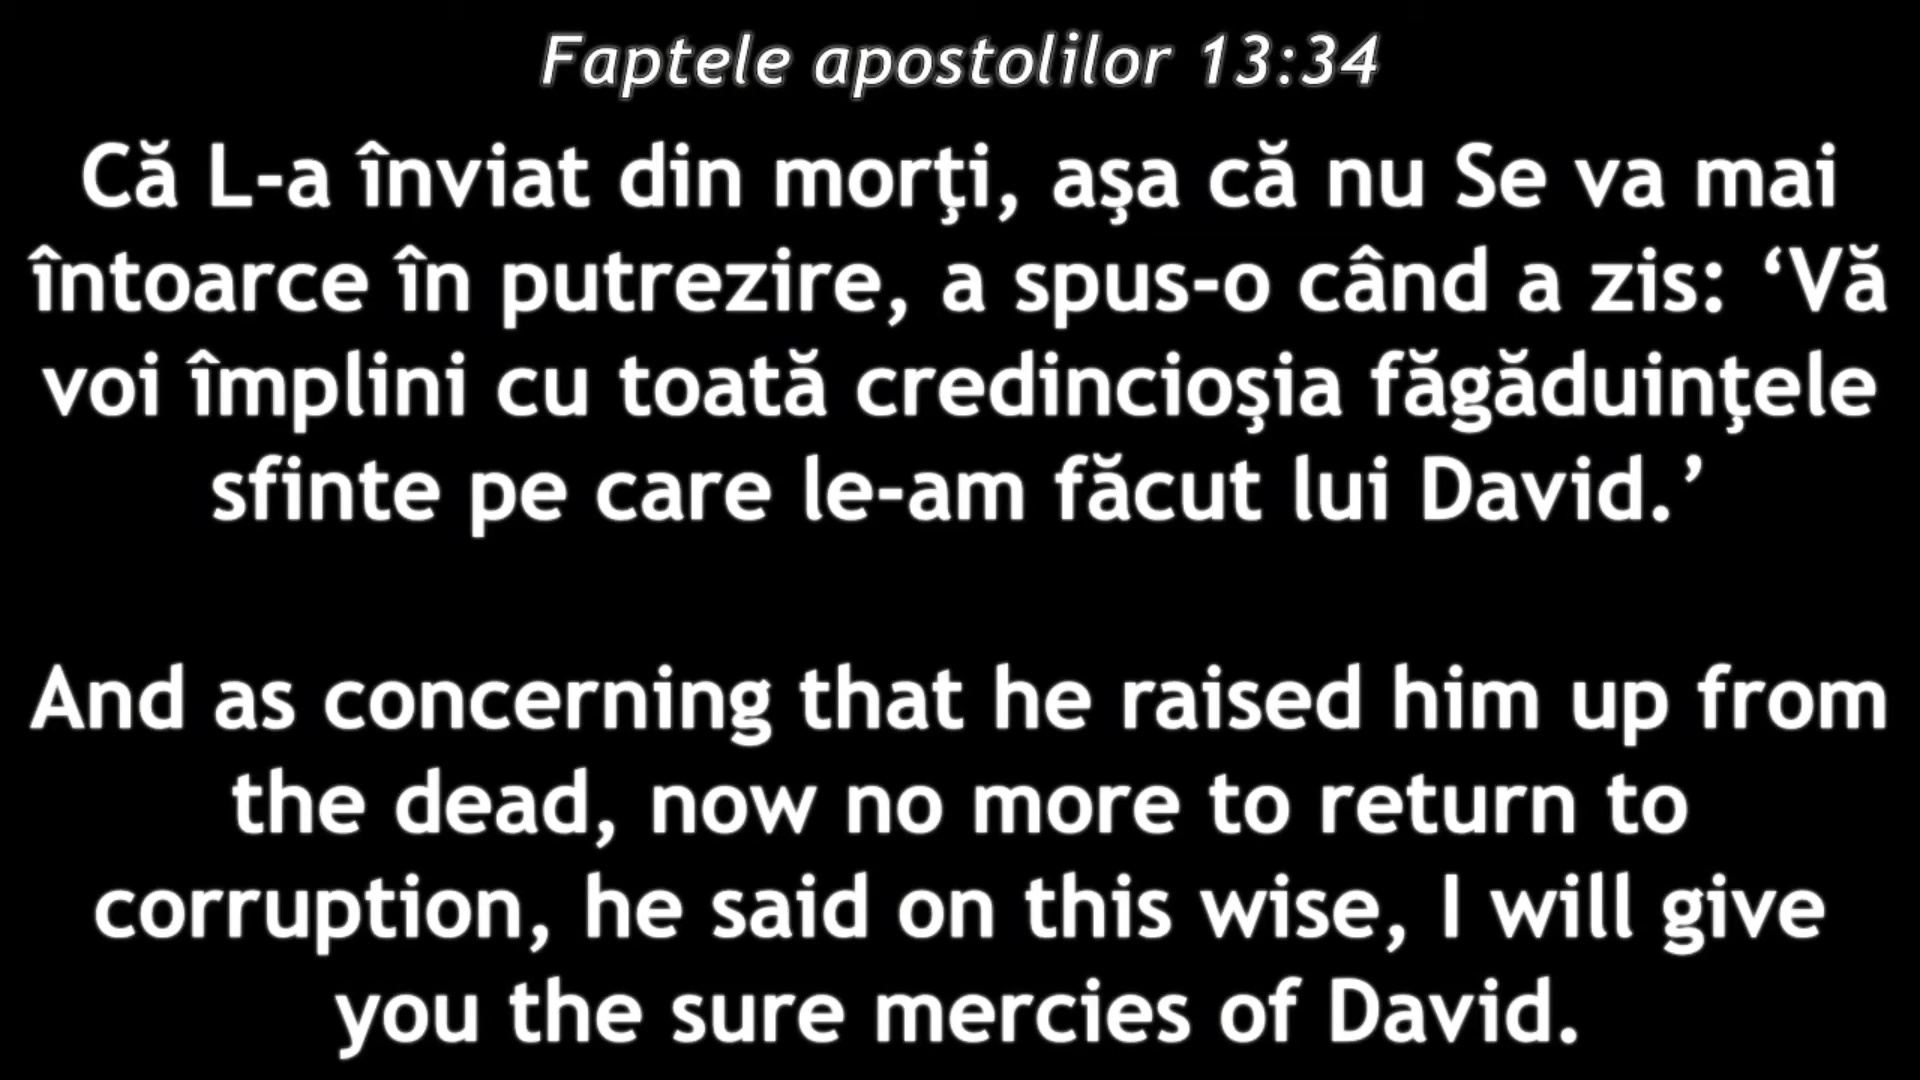 Faptele apostolilor 13:34
Că L-a înviat din morţi, aşa că nu Se va mai
întoarce în putrezire, a spus-o când a zis: ‘Vă
voi împlini cu toată credincioşia făgăduinţele
sfinte pe care le-am făcut lui David.’
And as concerning that he raised him up from
the dead, now no more to return to
corruption, he said on this wise, I will give
you the sure mercies of David.